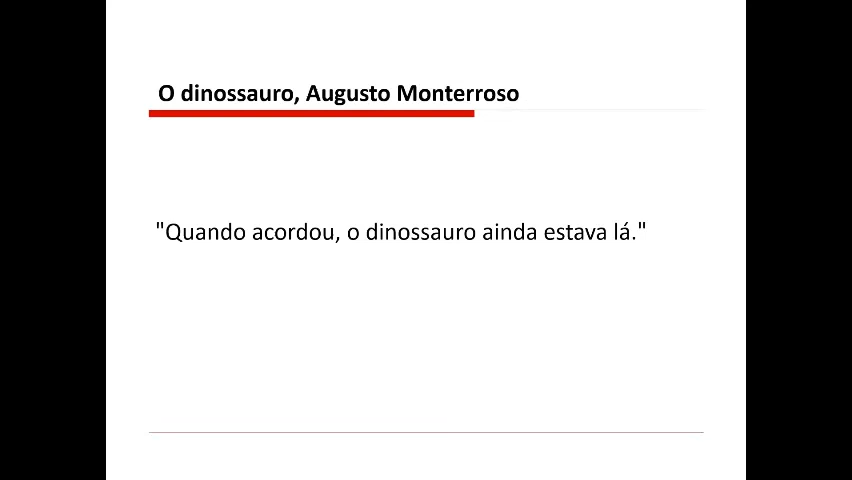 O dinossauro, Augusto Monterroso
"Quando acordou, o dinossauro ainda estava lá."